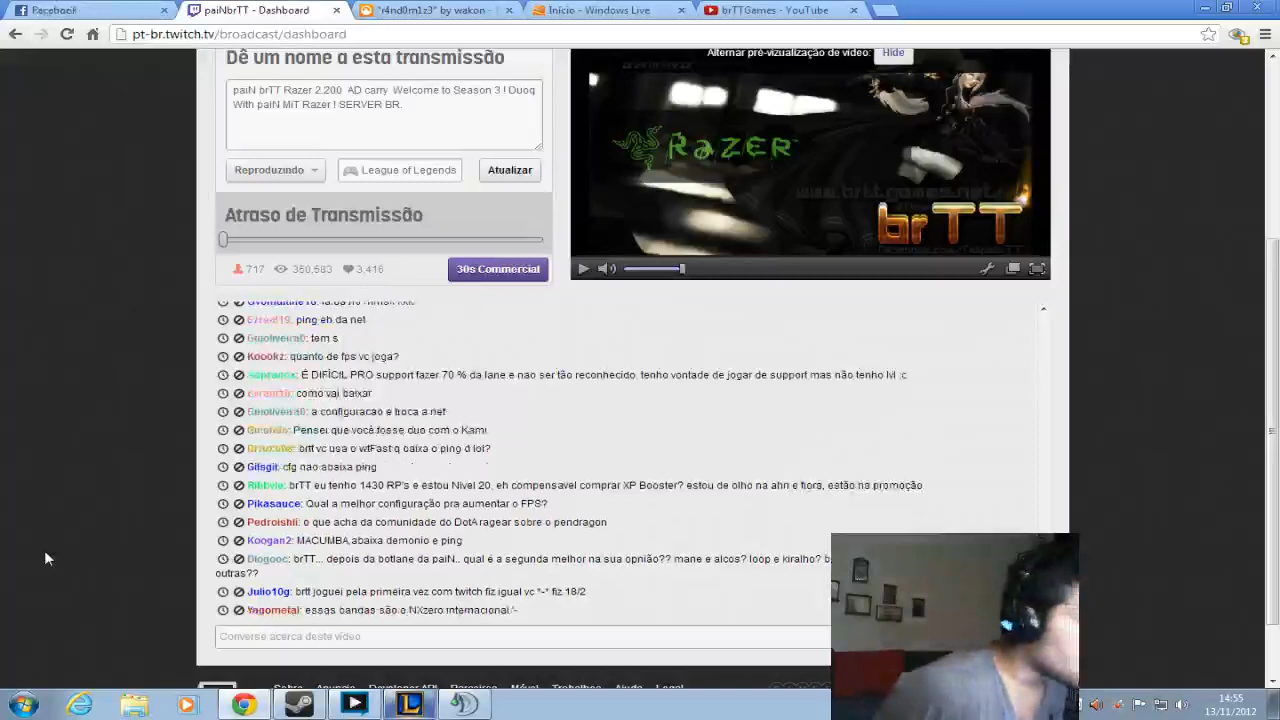 Facebook
paiNbrTT - Dashboard
"r4nd0m1z3" by wakon -
Início - Windows Live
brTTGames - YouTube
pt-br.twitch.tv/broadcast/dashboard
Dê um nome a esta transmissão
Alternar pré-vizualização de vídeo: Hide
paiN brTT Razer 2.200 AD carry Welcome to Season 3 ! Duoq
With paiN MiT Razer ! SERVER BR.
Reproduzindo
League of Legends
Atualizar
RAZER
brTT
Atraso de Transmissão
717
3,416
30s Commercial
ping eh da net
tem s
Kookkz: quanto de fps vc joga?
É DIFÍCIL PRO support fazer 70 % da lane e nao ser tão reconhecido, tenho vontade de jogar de support mas não tenho lvl ;c
como vai baixar
a configuracao e troca a net
Pensei que você fosse duo com o Kami
brtt vc usa o wtFast q baixa o ping d lol?
Gifsgit: cfg nao abaixa ping
brTT eu tenho 1430 RP's e estou Nivel 20, eh compensavel comprar XP Booster? estou de olho na ahri e fiora, estão na promoção
Pikasauce: Qual a melhor configuração pra aumentar o FPS?
Pedroishii: o que acha da comunidade do DotA ragear sobre o pendragon
Koogan2: MACUMBA abaixa demonio e ping
Diogooc: brTT... depois da botlane da paiN.. qual é a segunda melhor na sua opnião?? mane e alcos? loop e kiralho?
outras??
Julio10g: brtt joguei pela primeira vez com twitch fiz igual vc *-* fiz 18/2
Yagometal: essas bandas são o NXzero internacional'-
Converse acerca deste vídeo
14:55
13/11/2012